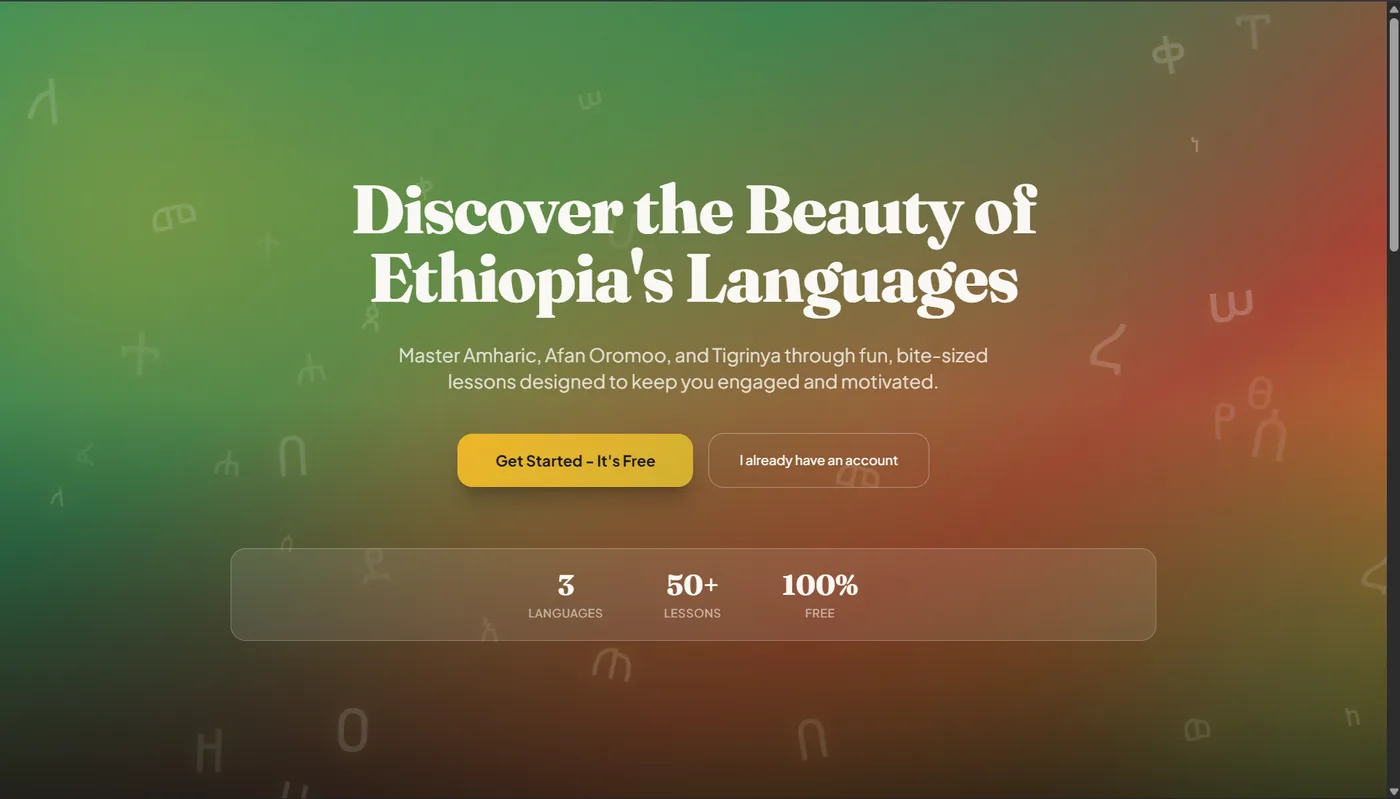 Discover the Beauty of
Ethiopia's Languages
Master Amharic, Afan Oromoo, and Tigrinya through fun, bite-sized
lessons designed to keep you engaged and motivated.
Get Started - It's Free
I already have an account
3
LANGUAGES
50+
LESSONS
100%
FREE